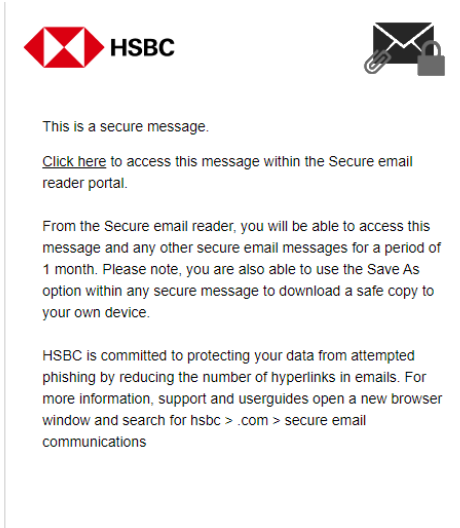 HSBC
This is a secure message.
Click here to access this message within the Secure email
reader portal.
From the Secure email reader, you will be able to access this
message and any other secure email messages for a period of
1 month. Please note, you are also able to use the Save As
option within any secure message to download a safe copy to
your own device.
HSBC is committed to protecting your data from attempted
phishing by reducing the number of hyperlinks in emails. For
more information, support and userguides open a new browser
window and search for hsbc > .com > secure email
communications